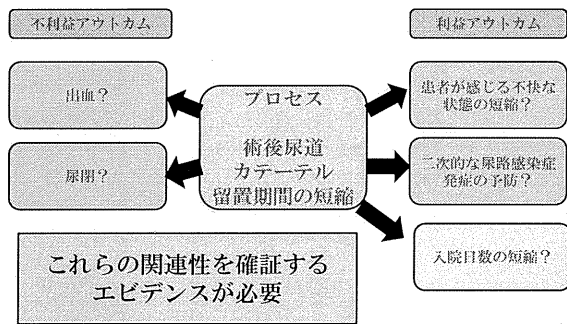 不利益アウトカム
利益アウトカム
出血?
尿閉?
プロセス
術後尿道
カテーテル
留置期間の短縮
患者が感じる不快な
状態の短縮?
二次的な尿路感染症
発症の予防?
入院日数の短縮?
これらの関連性を確証する
エビデンスが必要